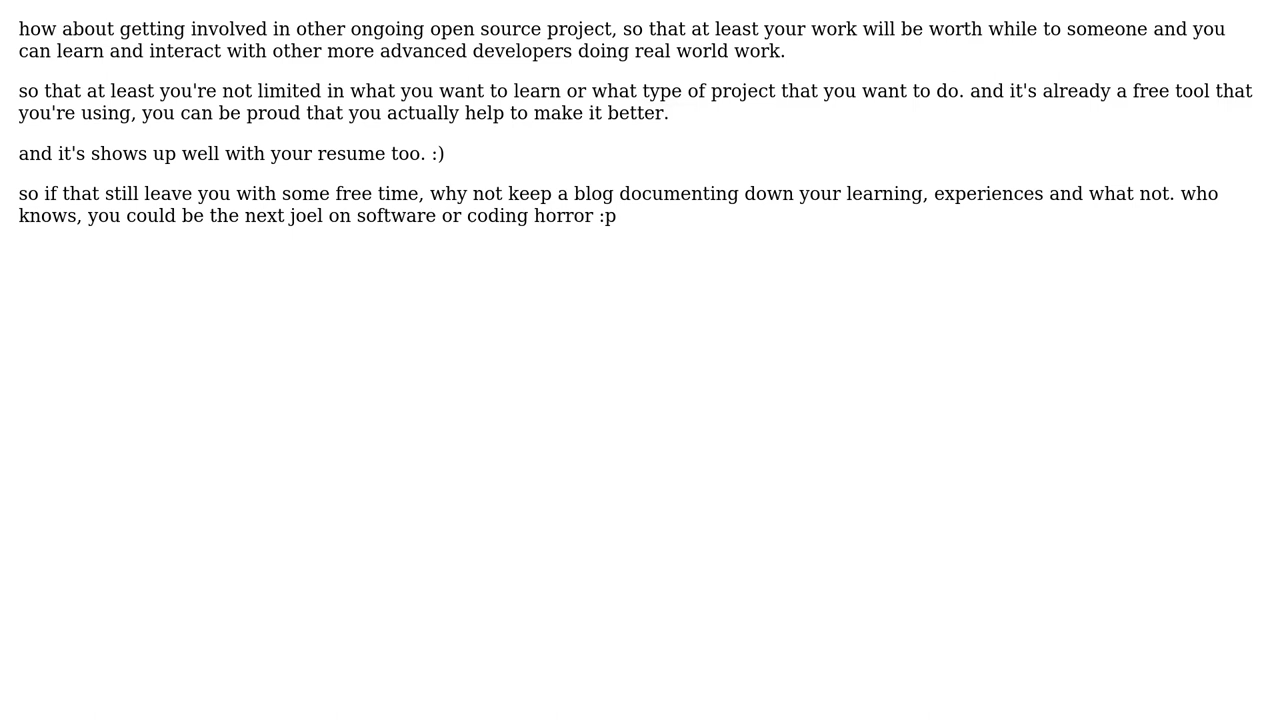 how about getting involved in other ongoing open source project, so that at least your work will be worth while to someone and you
can learn and interact with other more advanced developers doing real world work.
so that at least you're not limited in what you want to learn or what type of project that you want to do. and it's already a free tool that
you're using, you can be proud that you actually help to make it better.
and it's shows up well with your resume too. :)
so if that still leave you with some free time, why not keep a blog documenting down your learning, experiences and what not. who
knows, you could be the next joel on software or coding horror :p